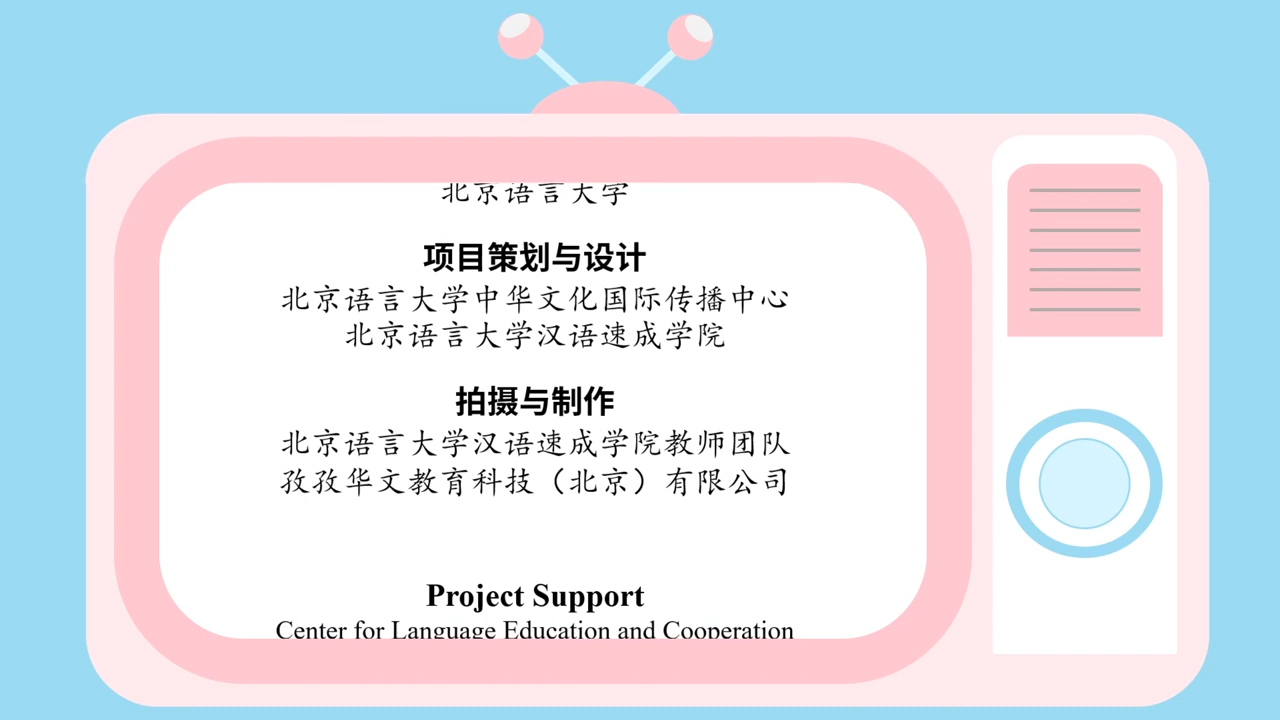 北京语言大学
项目策划与设计
北京语言大学中华文化国际传播中心
北京语言大学汉语速成学院
拍摄与制作
北京语言大学汉语速成学院教师团队
孜孜华文教育科技（北京）有限公司
Project Support
Center for Language Education and Cooperation